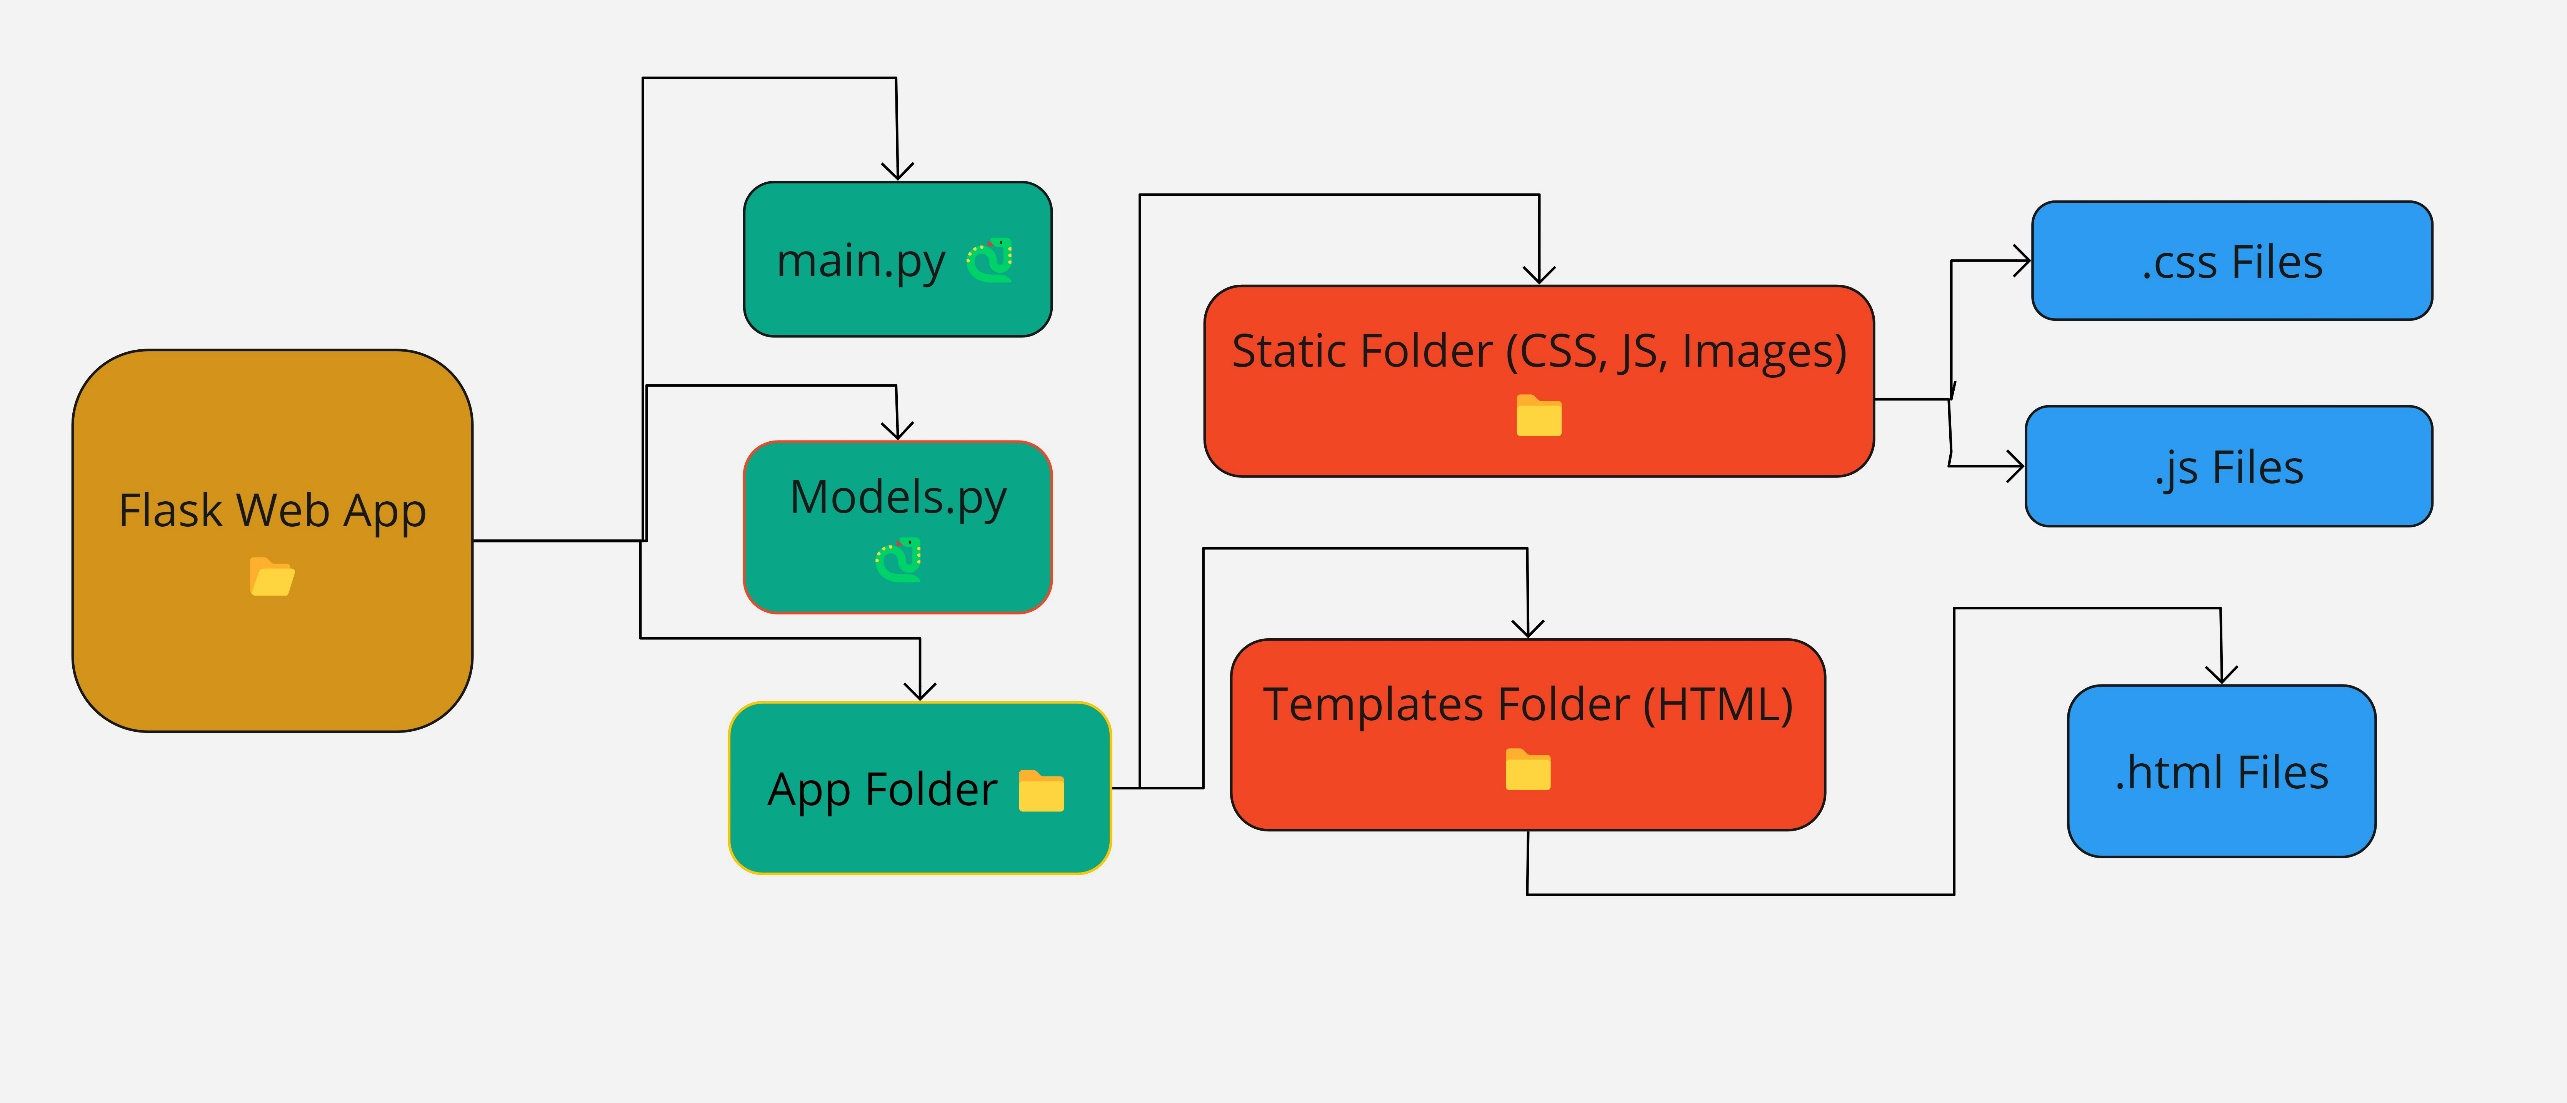 Flask Web App
main.py
Models.py
App Folder
Static Folder (CSS, JS, Images)
Templates Folder (HTML)
.css Files
.js Files
.html Files